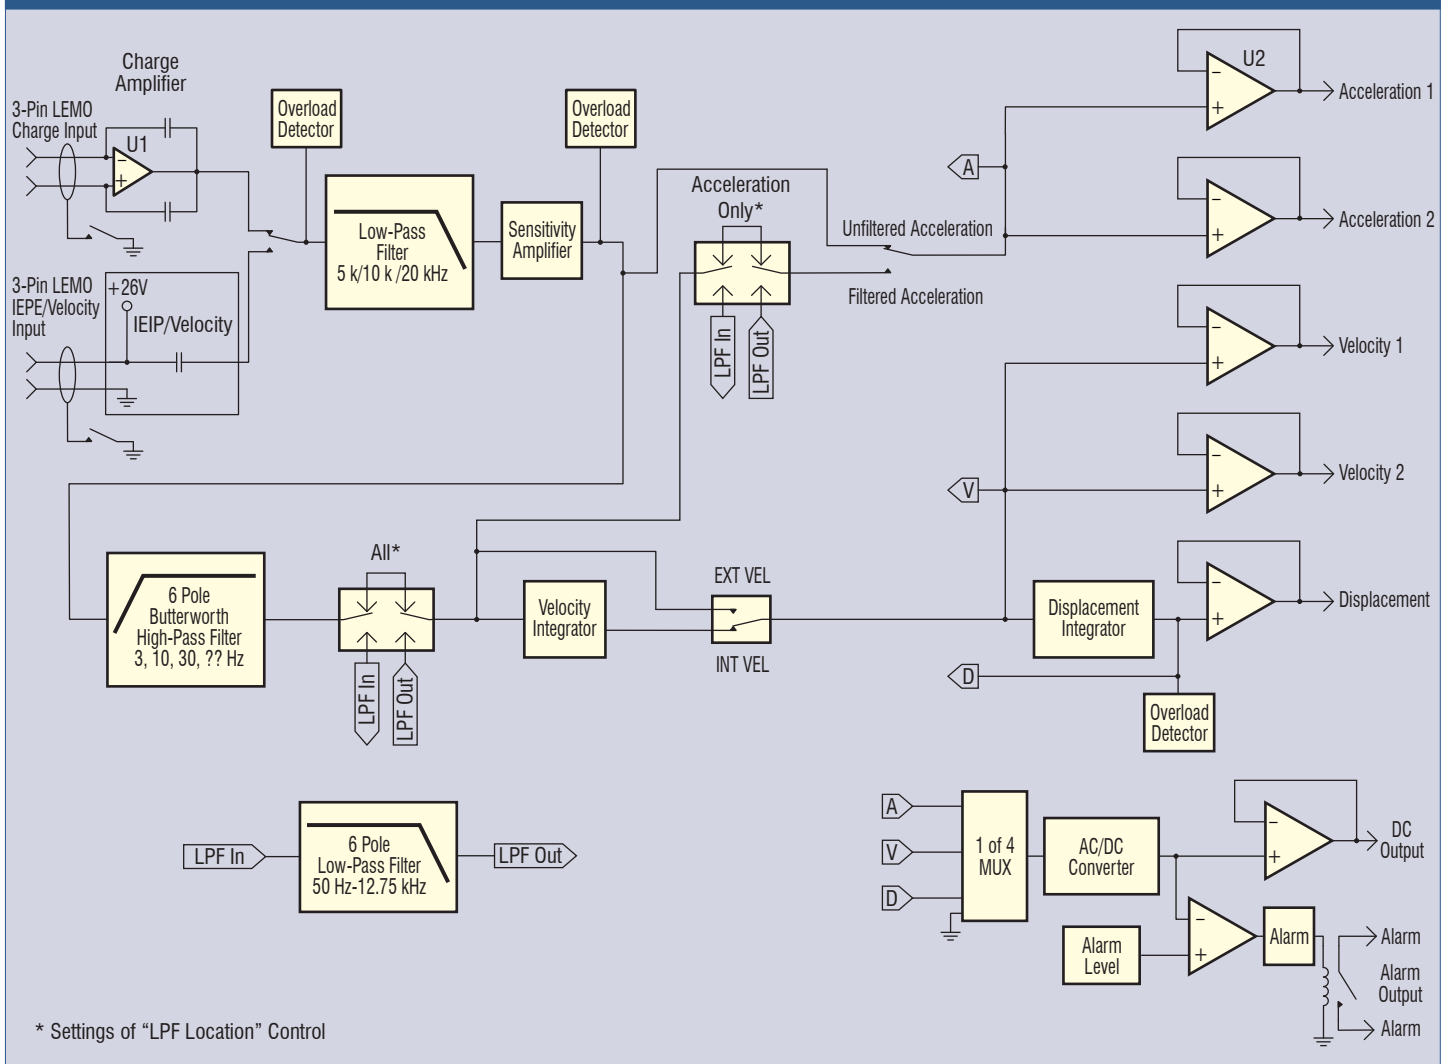 Charge
Amplifier
3-Pin LEMO
Charge Input
U1
−
+
Overload
Detector
Low-Pass
Filter
5 k/10 k /20 kHz
Sensitivity
Amplifier
Overload
Detector
Acceleration
Only*
LPF In
LPF Out
Unfiltered Acceleration
Filtered Acceleration
3-Pin LEMO
IEPE/Velocity
Input
+26V
IEIP/Velocity
A
U2
−
+
Acceleration 1
−
+
Acceleration 2
−
+
Velocity 1
V
−
+
Velocity 2
6 Pole
Butterworth
High-Pass Filter
3, 10, 30, ?? Hz
All*
LPF In
LPF Out
Velocity
Integrator
EXT VEL
INT VEL
Displacement
Integrator
−
+
Displacement
D
Overload
Detector
LPF In
6 Pole
Low-Pass Filter
50 Hz-12.75 kHz
LPF Out
A
V
D
1 of 4
MUX
AC/DC
Converter
−
+
DC
Output
Alarm
Level
−
+
Alarm
Alarm
Alarm
Output
Alarm
* Settings of “LPF Location” Control